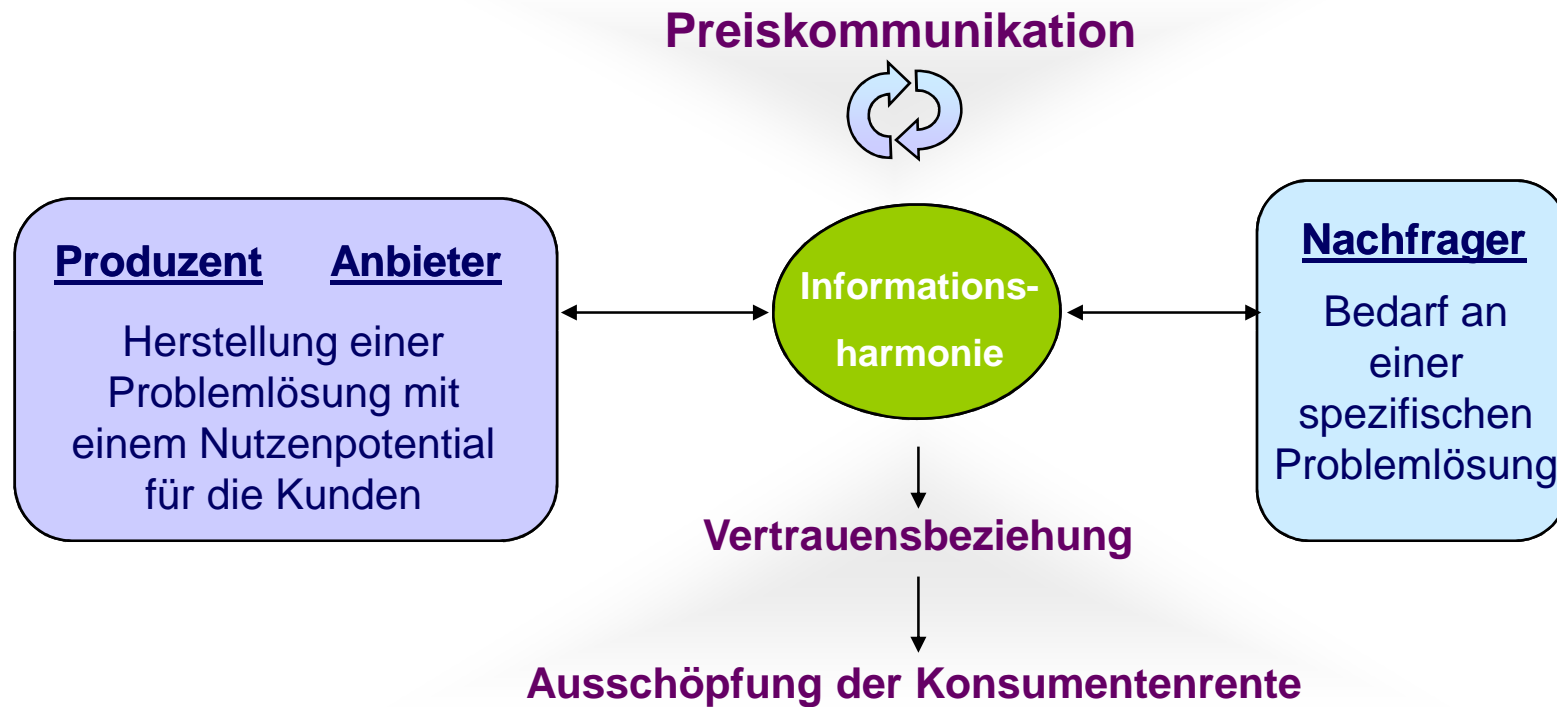 Preiskommunikation
Produzent Anbieter
Herstellung einer
Problemlösung mit
einem Nutzenpotential
für die Kunden
Informations-
harmonie
Nachfrager
Bedarf an
einer
spezifischen
Problemlösung
Vertrauensbeziehung
Ausschöpfung der Konsumentenrente